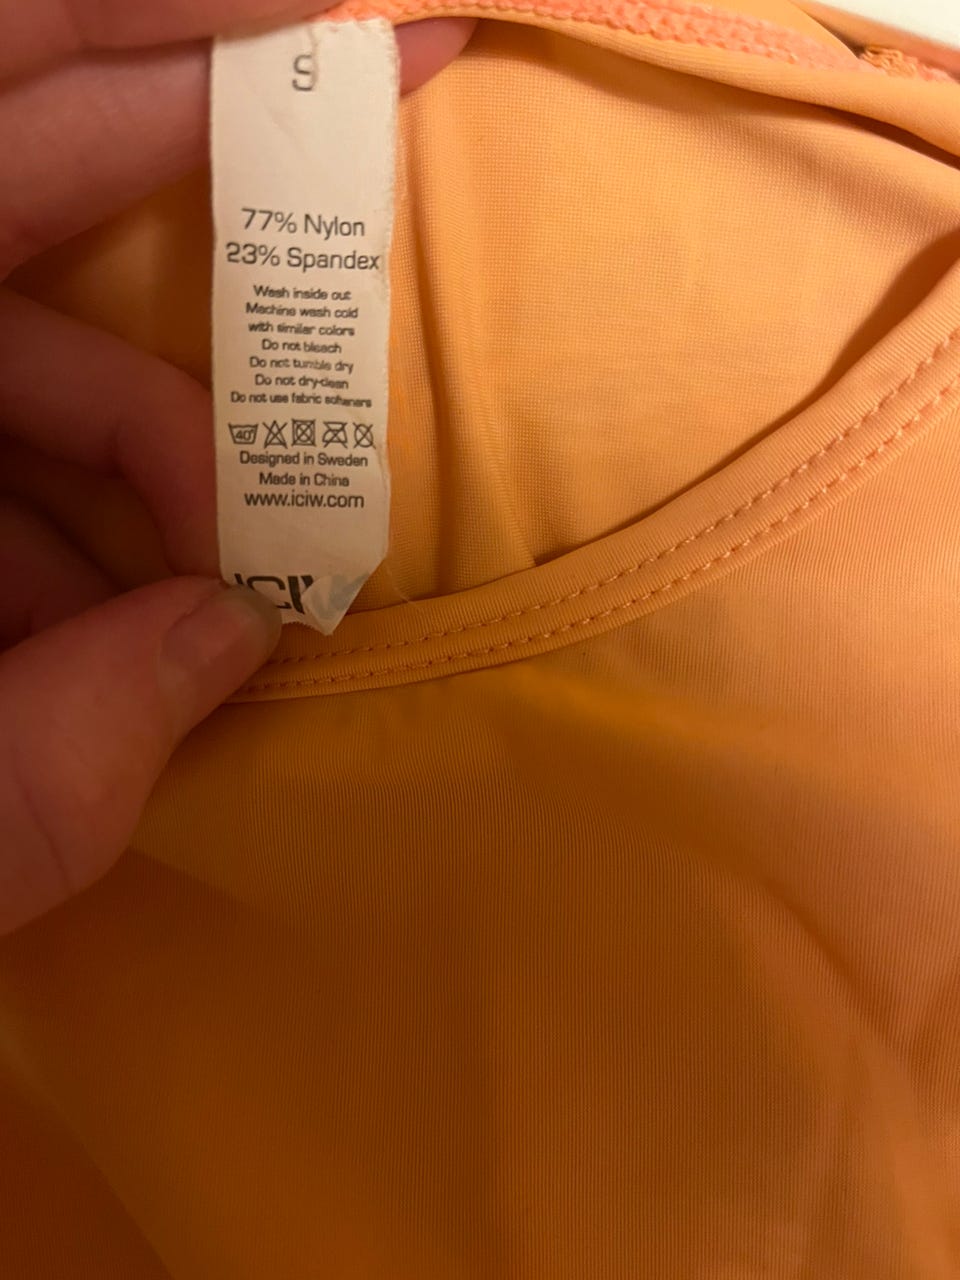 S
77% Nylon
23% Spandex
Wash inside out
Machine wash cold
with similar colors
Do not bleach
Do not tumble dry
Do not dry-clean
Do not use fabric softeners
40°
Designed in Sweden
Made in China
www.iciw.com
ICIW